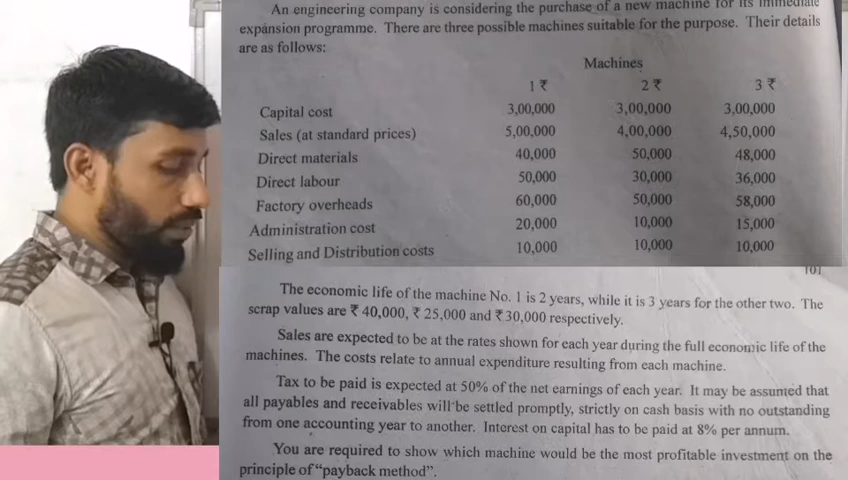 An engineering company is considering the purchase of a new machine for its immediate
expansion programme. There are three possible machines suitable for the purpose. Their details
are as follows:
Machines
1 ₹ 2 ₹ 3 ₹
Capital cost 3,00,000 3,00,000 3,00,000
Sales (at standard prices) 5,00,000 4,00,000 4,50,000
Direct materials 40,000 50,000 48,000
Direct labour 50,000 30,000 36,000
Factory overheads 60,000 50,000 58,000
Administration cost 20,000 10,000 15,000
Selling and Distribution costs 10,000 10,000 10,000
101
The economic life of the machine No. 1 is 2 years, while it is 3 years for the other two. The
scrap values are ₹ 40,000, ₹ 25,000 and ₹ 30,000 respectively.
Sales are expected to be at the rates shown for each year during the full economic life of the
machines. The costs relate to annual expenditure resulting from each machine.
Tax to be paid is expected at 50% of the net earnings of each year. It may be assumed that
all payables and receivables will be settled promptly, strictly on cash basis with no outstanding
from one accounting year to another. Interest on capital has to be paid at 8% per annum.
You are required to show which machine would be the most profitable investment on the
principle of "payback method".